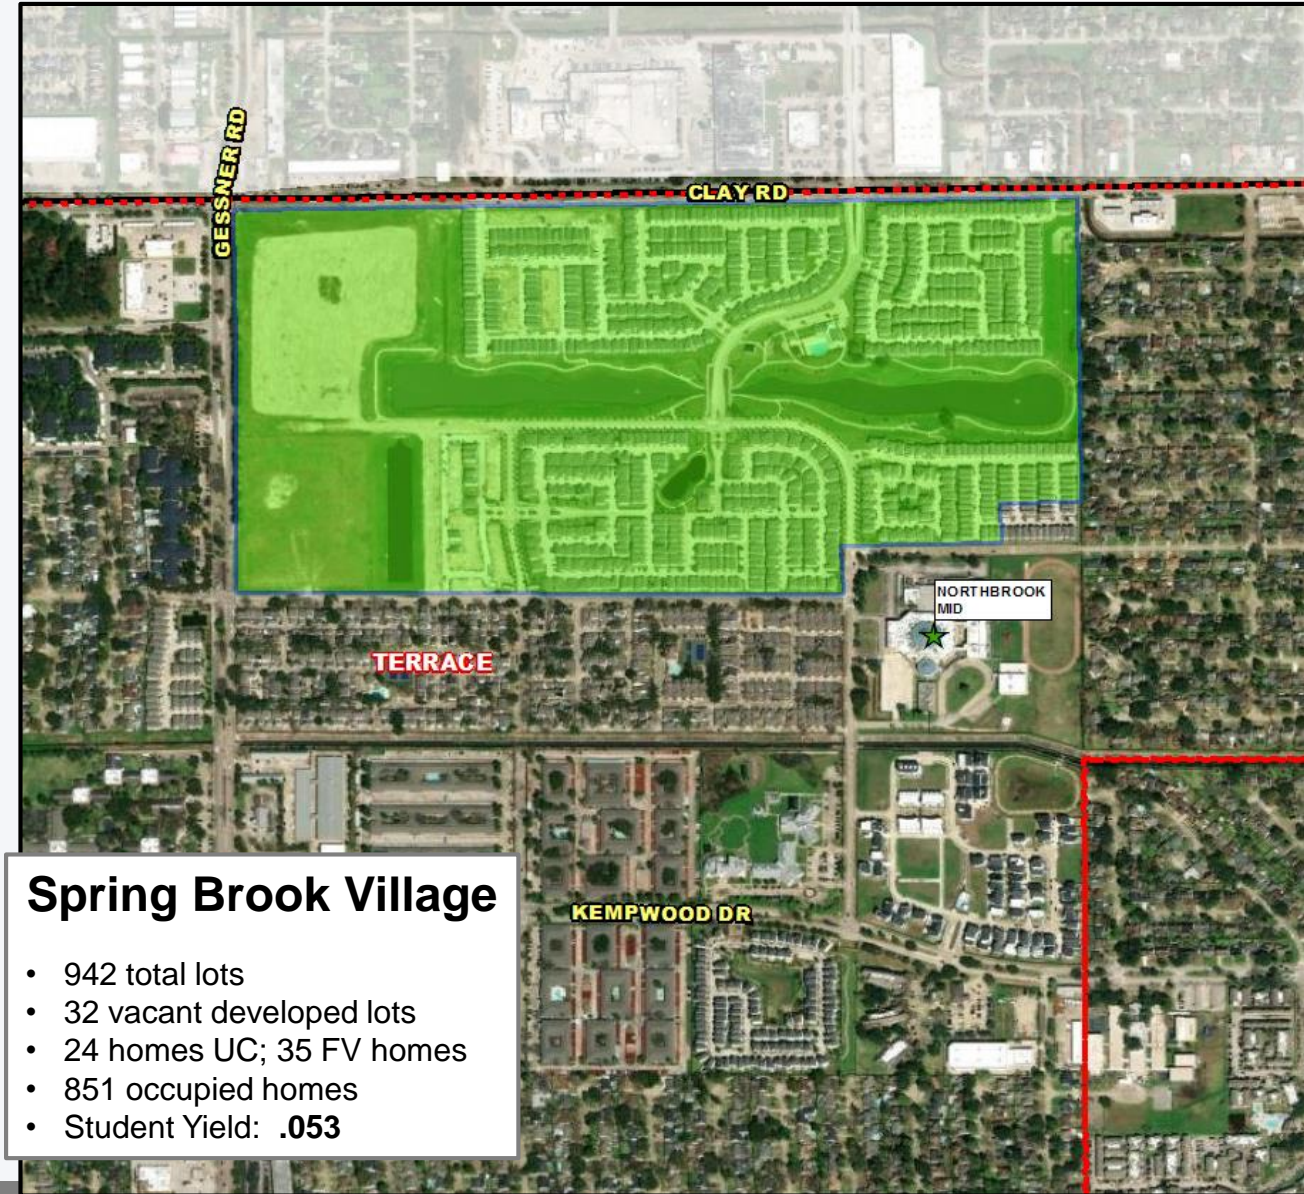 GESSNER RD
CLAY RD
NORTHBROOK
MID
TERRACE
KEMPWOOD DR
Spring Brook Village
• 942 total lots
• 32 vacant developed lots
• 24 homes UC; 35 FV homes
• 851 occupied homes
• Student Yield: .053